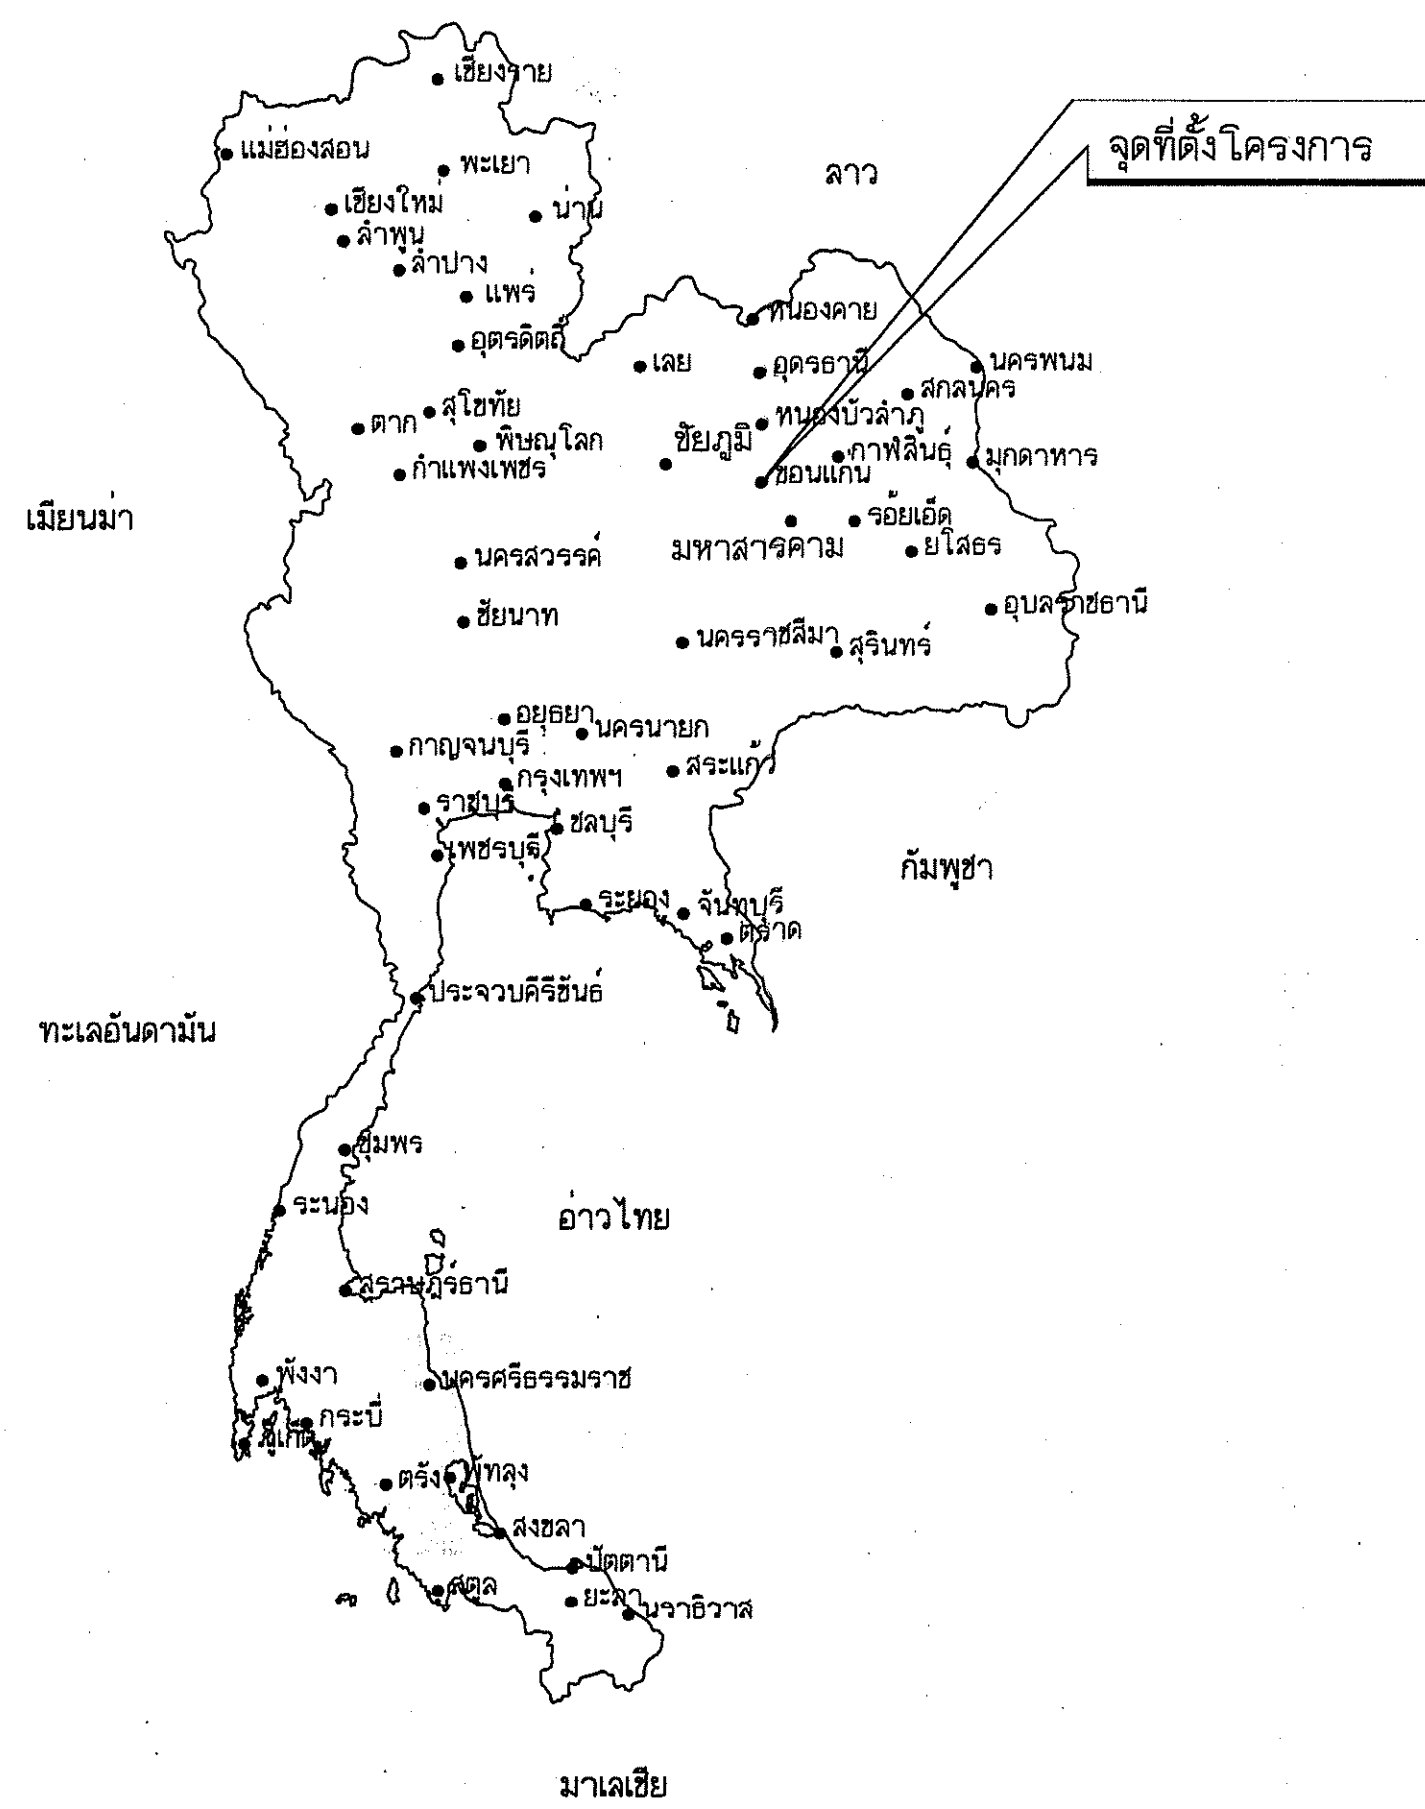 เชียงราย
จุดที่ตั้งโครงการ
แม่ฮ่องสอน
พะเยา
ลาว
เชียงใหม่
น่าน
ลำพูน
ลำปาง
แพร่
หนองคาย
อุตรดิตถ์
เลย
อุดรธานี
นครพนม
สกลนคร
สุโขทัย
หนองบัวลำภู
ตาก
พิษณุโลก
ชัยภูมิ
กาฬสินธุ์
มุกดาหาร
กำแพงเพชร
ขอนแก่น
เมียนม่า
ร้อยเอ็ด
มหาสารคาม
ยโสธร
นครสวรรค์
อุบลราชธานี
ชัยนาท
นครราชสีมา
สุรินทร์
อยุธยา
นครนายก
กาญจนบุรี
สระแก้ว
กรุงเทพฯ
ราชบุรี
ชลบุรี
เพชรบุรี
กัมพูชา
ระยอง
จันทบุรี
ตราด
ประจวบคีรีขันธ์
ทะเลอันดามัน
ชุมพร
ระนอง
อ่าวไทย
สุราษฎร์ธานี
พังงา
นครศรีธรรมราช
กระบี่
ภูเก็ต
ตรัง
พัทลุง
สงขลา
ปัตตานี
สตูล
ยะลา
นราธิวาส
มาเลเซีย